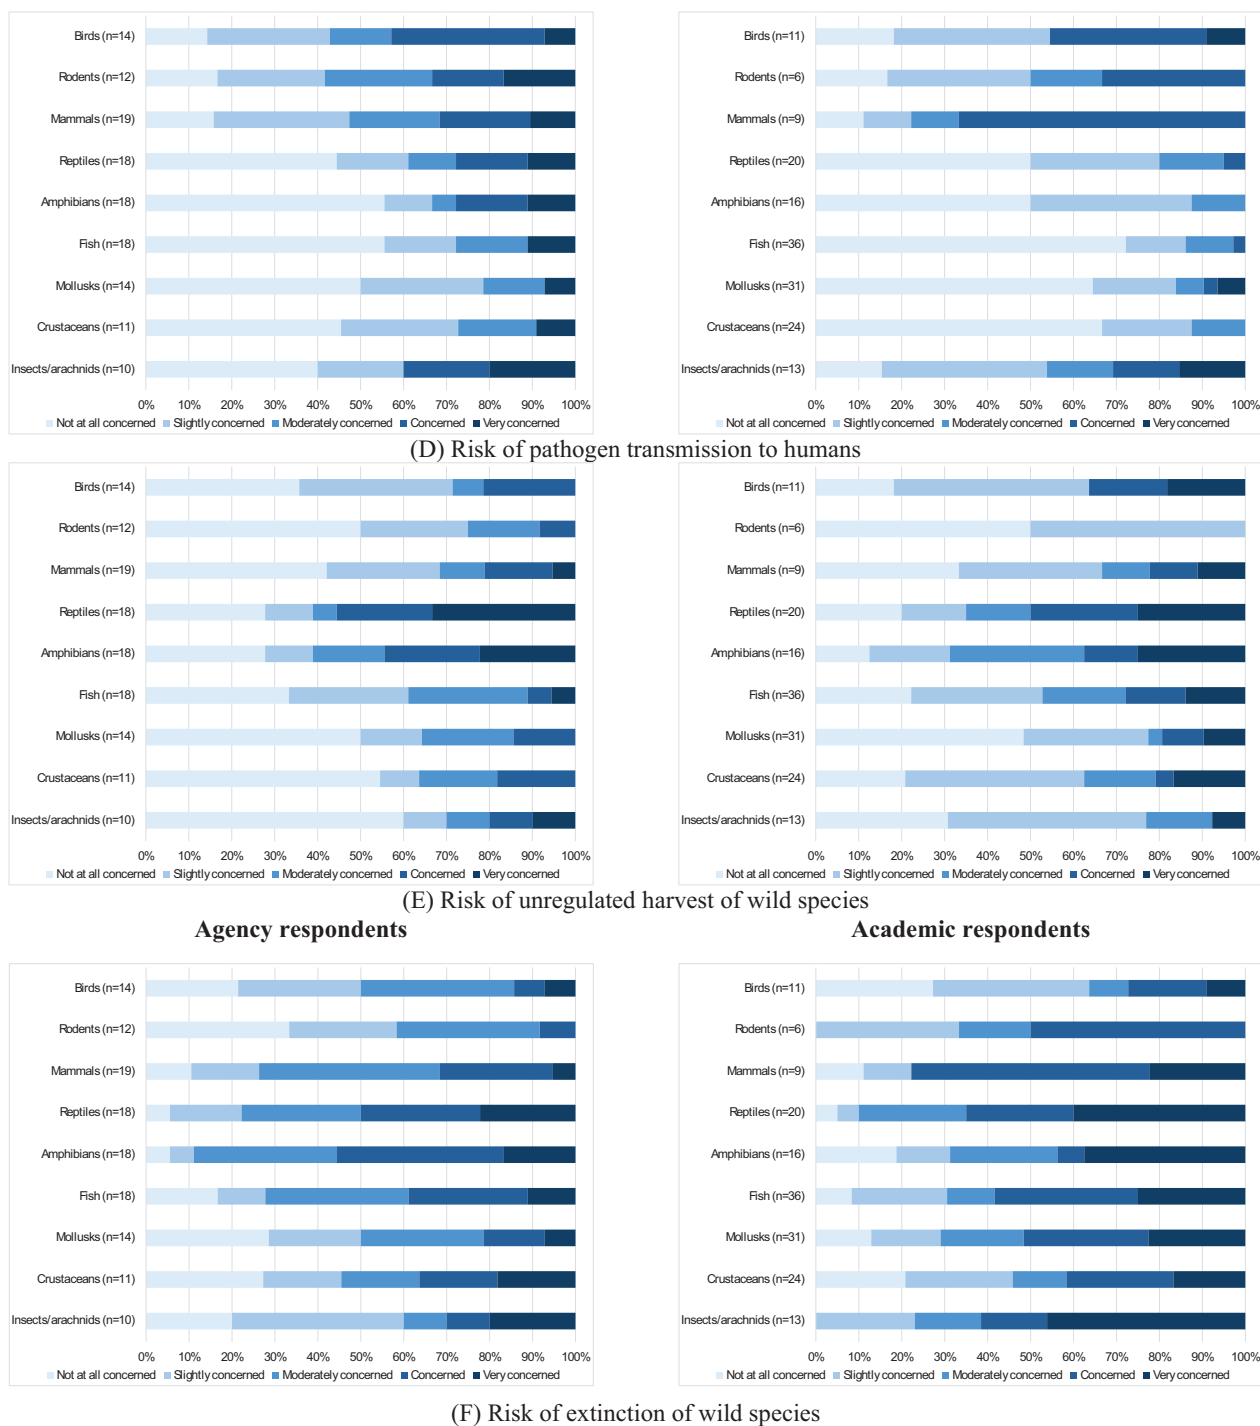 Birds (n=14)
Rodents (n=12)
Mammals (n=19)
Reptiles (n=18)
Amphibians (n=18)
Fish (n=18)
Mollusks (n=14)
Crustaceans (n=11)
Insects/arachnids (n=10)
0% 10% 20% 30% 40% 50% 60% 70% 80% 90% 100%
Not at all concerned Slightly concerned Moderately concerned Concerned Very concerned
Birds (n=11)
Rodents (n=6)
Mammals (n=9)
Reptiles (n=20)
Amphibians (n=16)
Fish (n=36)
Mollusks (n=31)
Crustaceans (n=24)
Insects/arachnids (n=13)
0% 10% 20% 30% 40% 50% 60% 70% 80% 90% 100%
Not at all concerned Slightly concerned Moderately concerned Concerned Very concerned
(D) Risk of pathogen transmission to humans
Birds (n=14)
Rodents (n=12)
Mammals (n=19)
Reptiles (n=18)
Amphibians (n=18)
Fish (n=18)
Mollusks (n=14)
Crustaceans (n=11)
Insects/arachnids (n=10)
0% 10% 20% 30% 40% 50% 60% 70% 80% 90% 100%
Not at all concerned Slightly concerned Moderately concerned Concerned Very concerned
Birds (n=11)
Rodents (n=6)
Mammals (n=9)
Reptiles (n=20)
Amphibians (n=16)
Fish (n=36)
Mollusks (n=31)
Crustaceans (n=24)
Insects/arachnids (n=13)
0% 10% 20% 30% 40% 50% 60% 70% 80% 90% 100%
Not at all concerned Slightly concerned Moderately concerned Concerned Very concerned
(E) Risk of unregulated harvest of wild species
Agency respondents
Academic respondents
Birds (n=14)
Rodents (n=12)
Mammals (n=19)
Reptiles (n=18)
Amphibians (n=18)
Fish (n=18)
Mollusks (n=14)
Crustaceans (n=11)
Insects/arachnids (n=10)
0% 10% 20% 30% 40% 50% 60% 70% 80% 90% 100%
Not at all concerned Slightly concerned Moderately concerned Concerned Very concerned
Birds (n=11)
Rodents (n=6)
Mammals (n=9)
Reptiles (n=20)
Amphibians (n=16)
Fish (n=36)
Mollusks (n=31)
Crustaceans (n=24)
Insects/arachnids (n=13)
0% 10% 20% 30% 40% 50% 60% 70% 80% 90% 100%
Not at all concerned Slightly concerned Moderately concerned Concerned Very concerned
(F) Risk of extinction of wild species